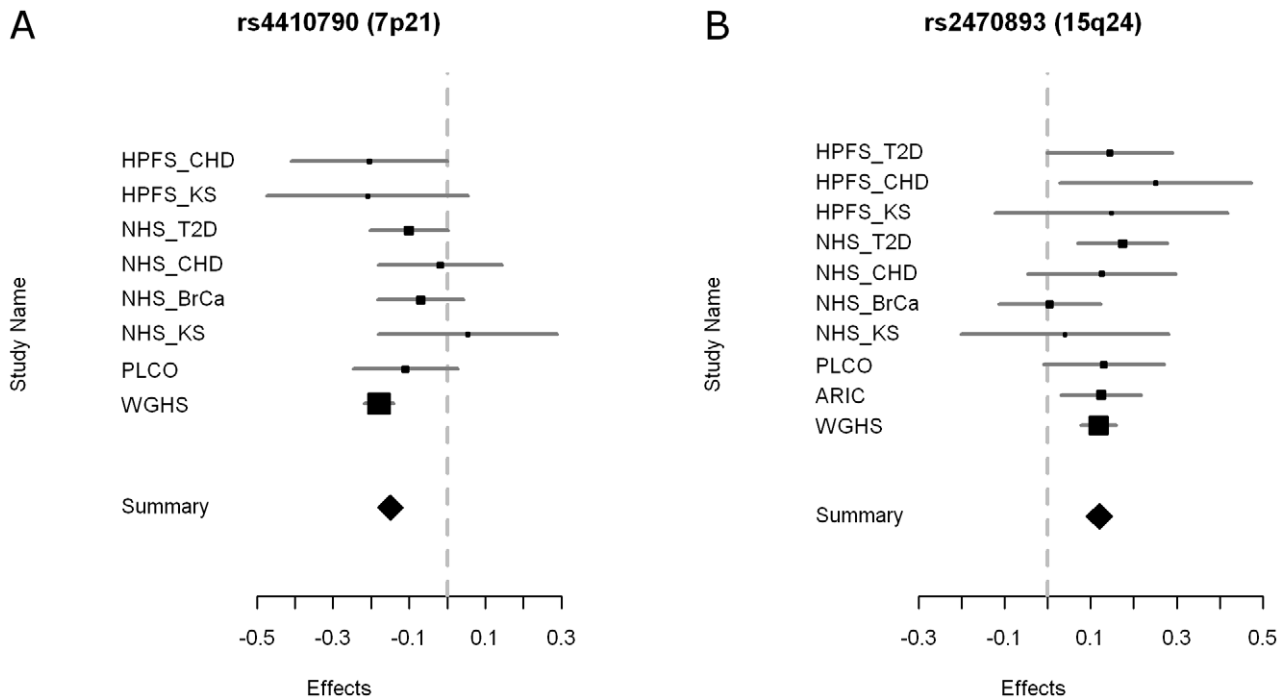 A
rs4410790 (7p21)
Study Name
HPFS_CHD
HPFS_KS
NHS_T2D
NHS_CHD
NHS_BrCa
NHS_KS
PLCO
WGHS
Summary
-0.5 -0.3 -0.1 0.1 0.3
Effects
B
rs2470893 (15q24)
Study Name
HPFS_T2D
HPFS_CHD
HPFS_KS
NHS_T2D
NHS_CHD
NHS_BrCa
NHS_KS
PLCO
ARIC
WGHS
Summary
-0.3 -0.1 0.1 0.3 0.5
Effects